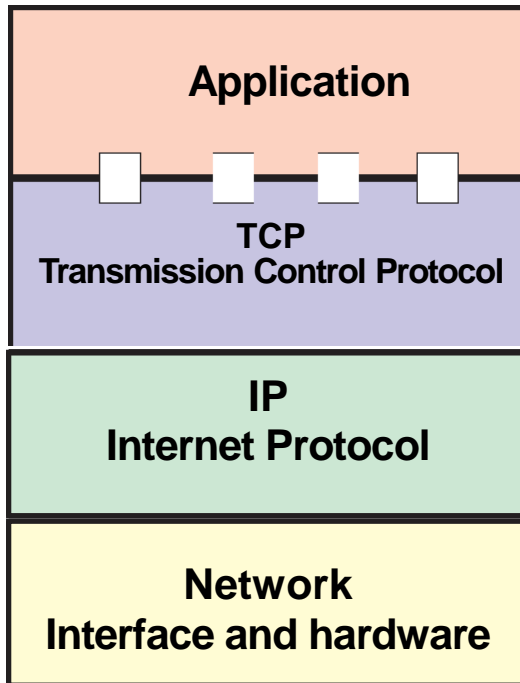 Application
TCP
Transmission Control Protocol
IP
Internet Protocol
Network
Interface and hardware